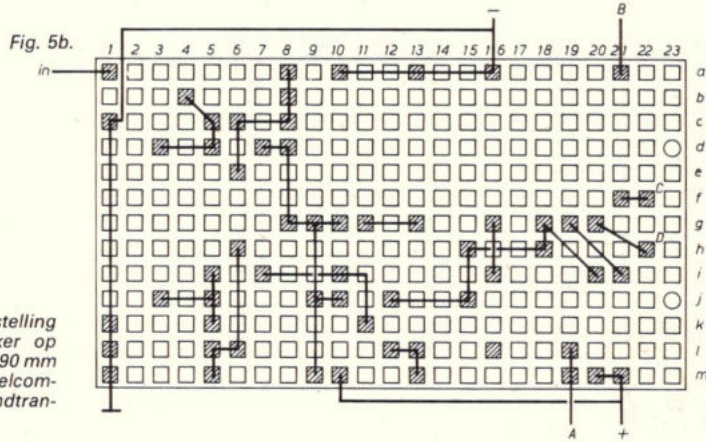 − B
Fig. 5b.
1 2 3 4 5 6 7 8 9 10 11 12 13 14 15 16 17 18 19 20 21 22 23
in a
b
c
d
e
f
C
g
D
h
i
stelling j
ker op k
90 mm l
elcom- m
ndtran-
A +